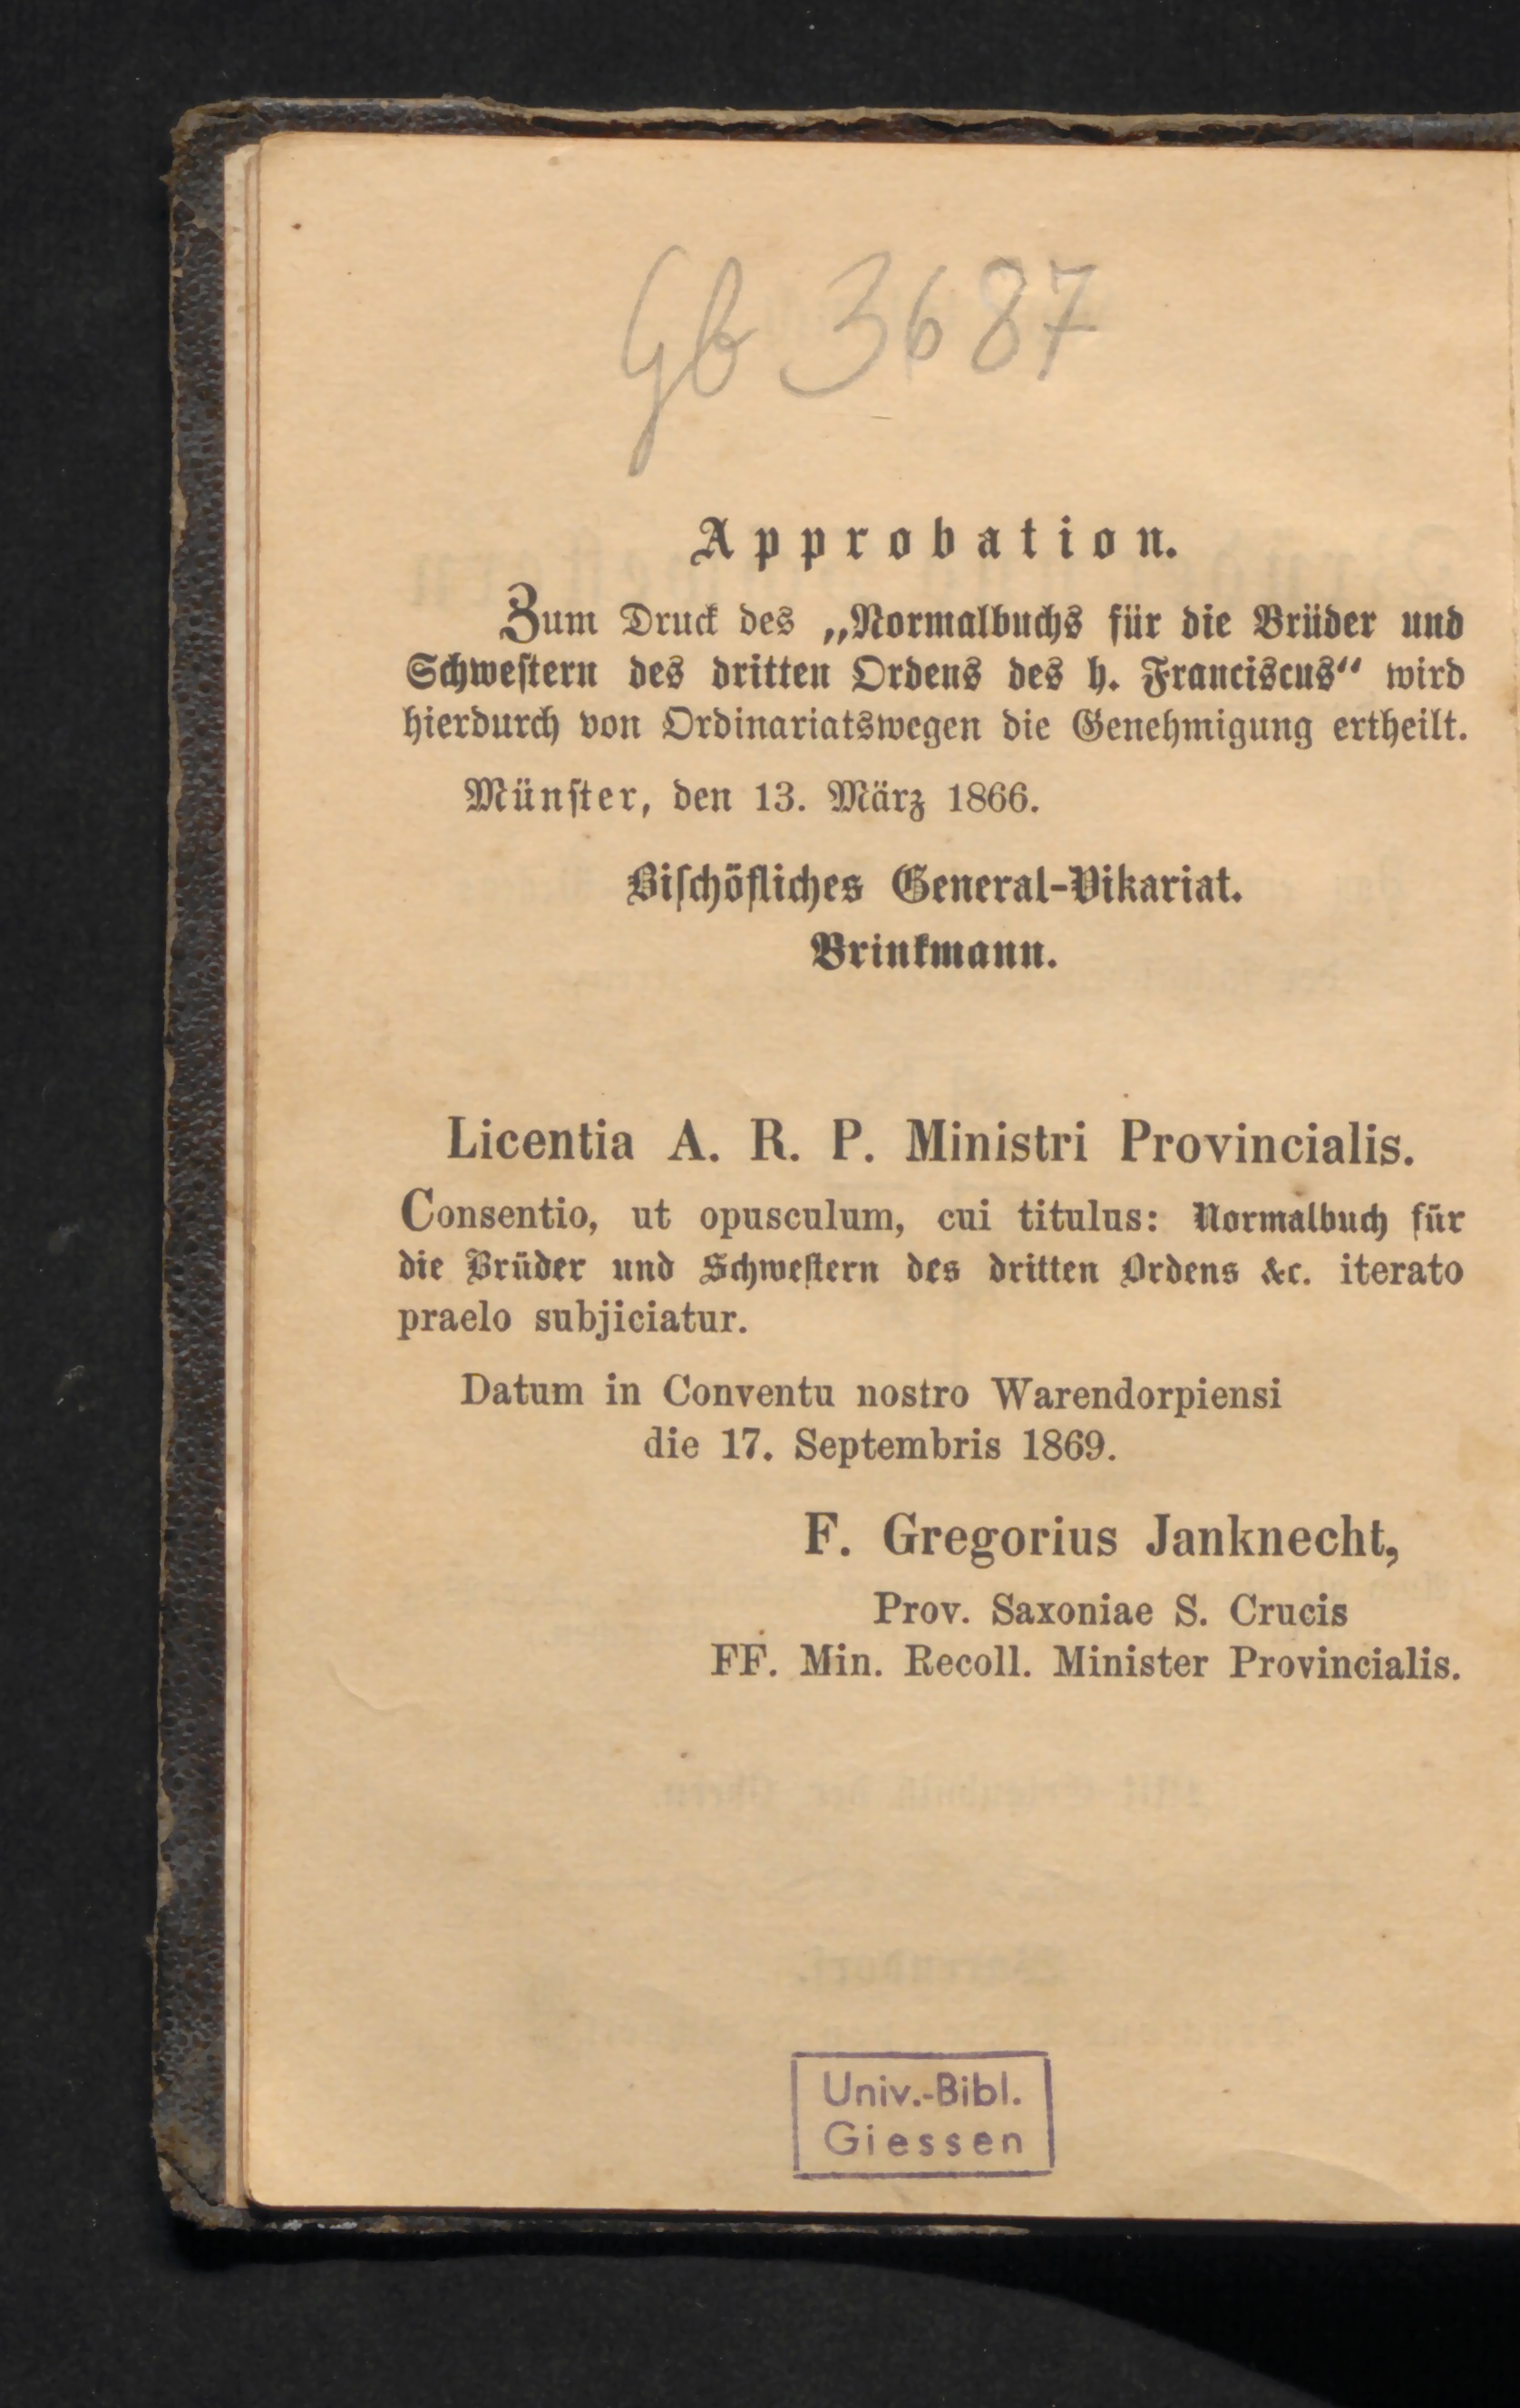 Gb 3687
Approbation.
Zum Druck des „Normalbuchs für die Brüder und
Schweſtern des dritten Ordens des h. Franciscus“ wird
hierdurch von Ordinariatswegen die Genehmigung ertheilt.
Münſter, den 13. März 1866.
Biſchöfliches General-Vikariat.
Brinkmann.
Licentia A. R. P. Ministri Provincialis.
Consentio, ut opusculum, cui titulus: Normalbuch für
die Brüder und Schweſtern des dritten Ordens &c. iterato
praelo subjiciatur.
Datum in Conventu nostro Warendorpiensi
die 17. Septembris 1869.
F. Gregorius Janknecht,
Prov. Saxoniae S. Crucis
FF. Min. Recoll. Minister Provincialis.
Univ.-Bibl.
Giessen